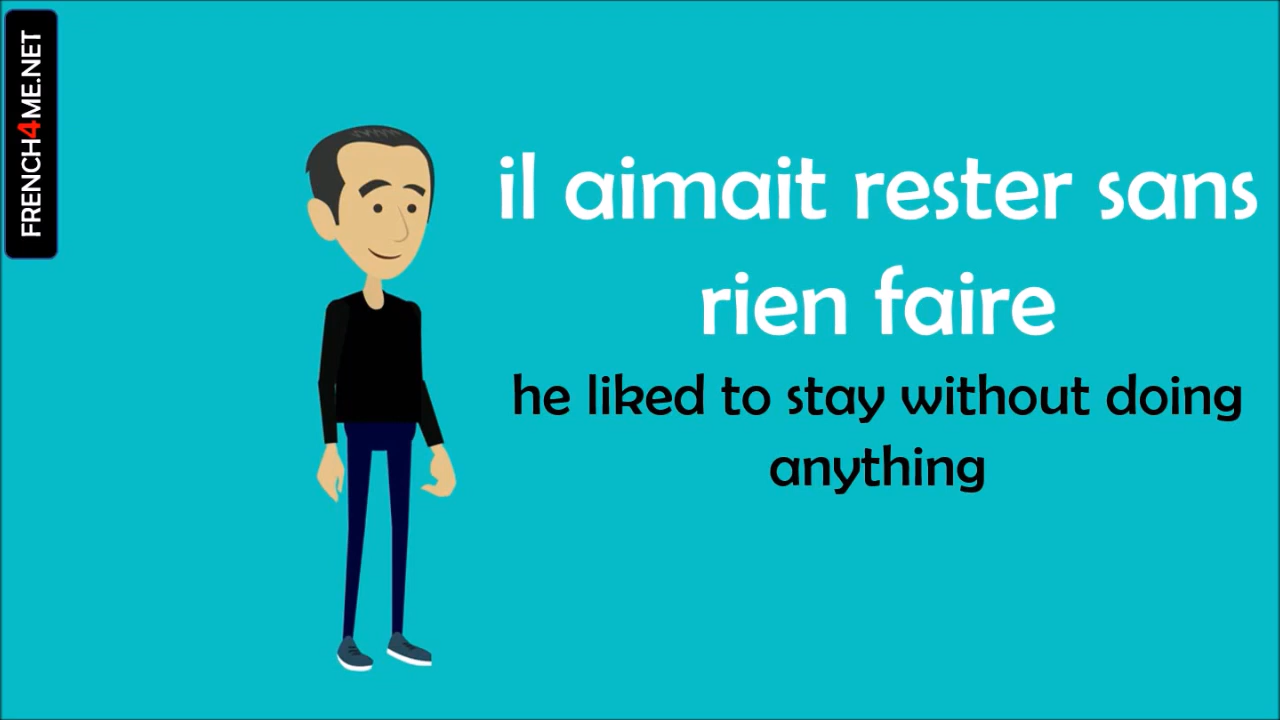 FRENCH4ME.NET
il aimait rester sans
rien faire
he liked to stay without doing
anything